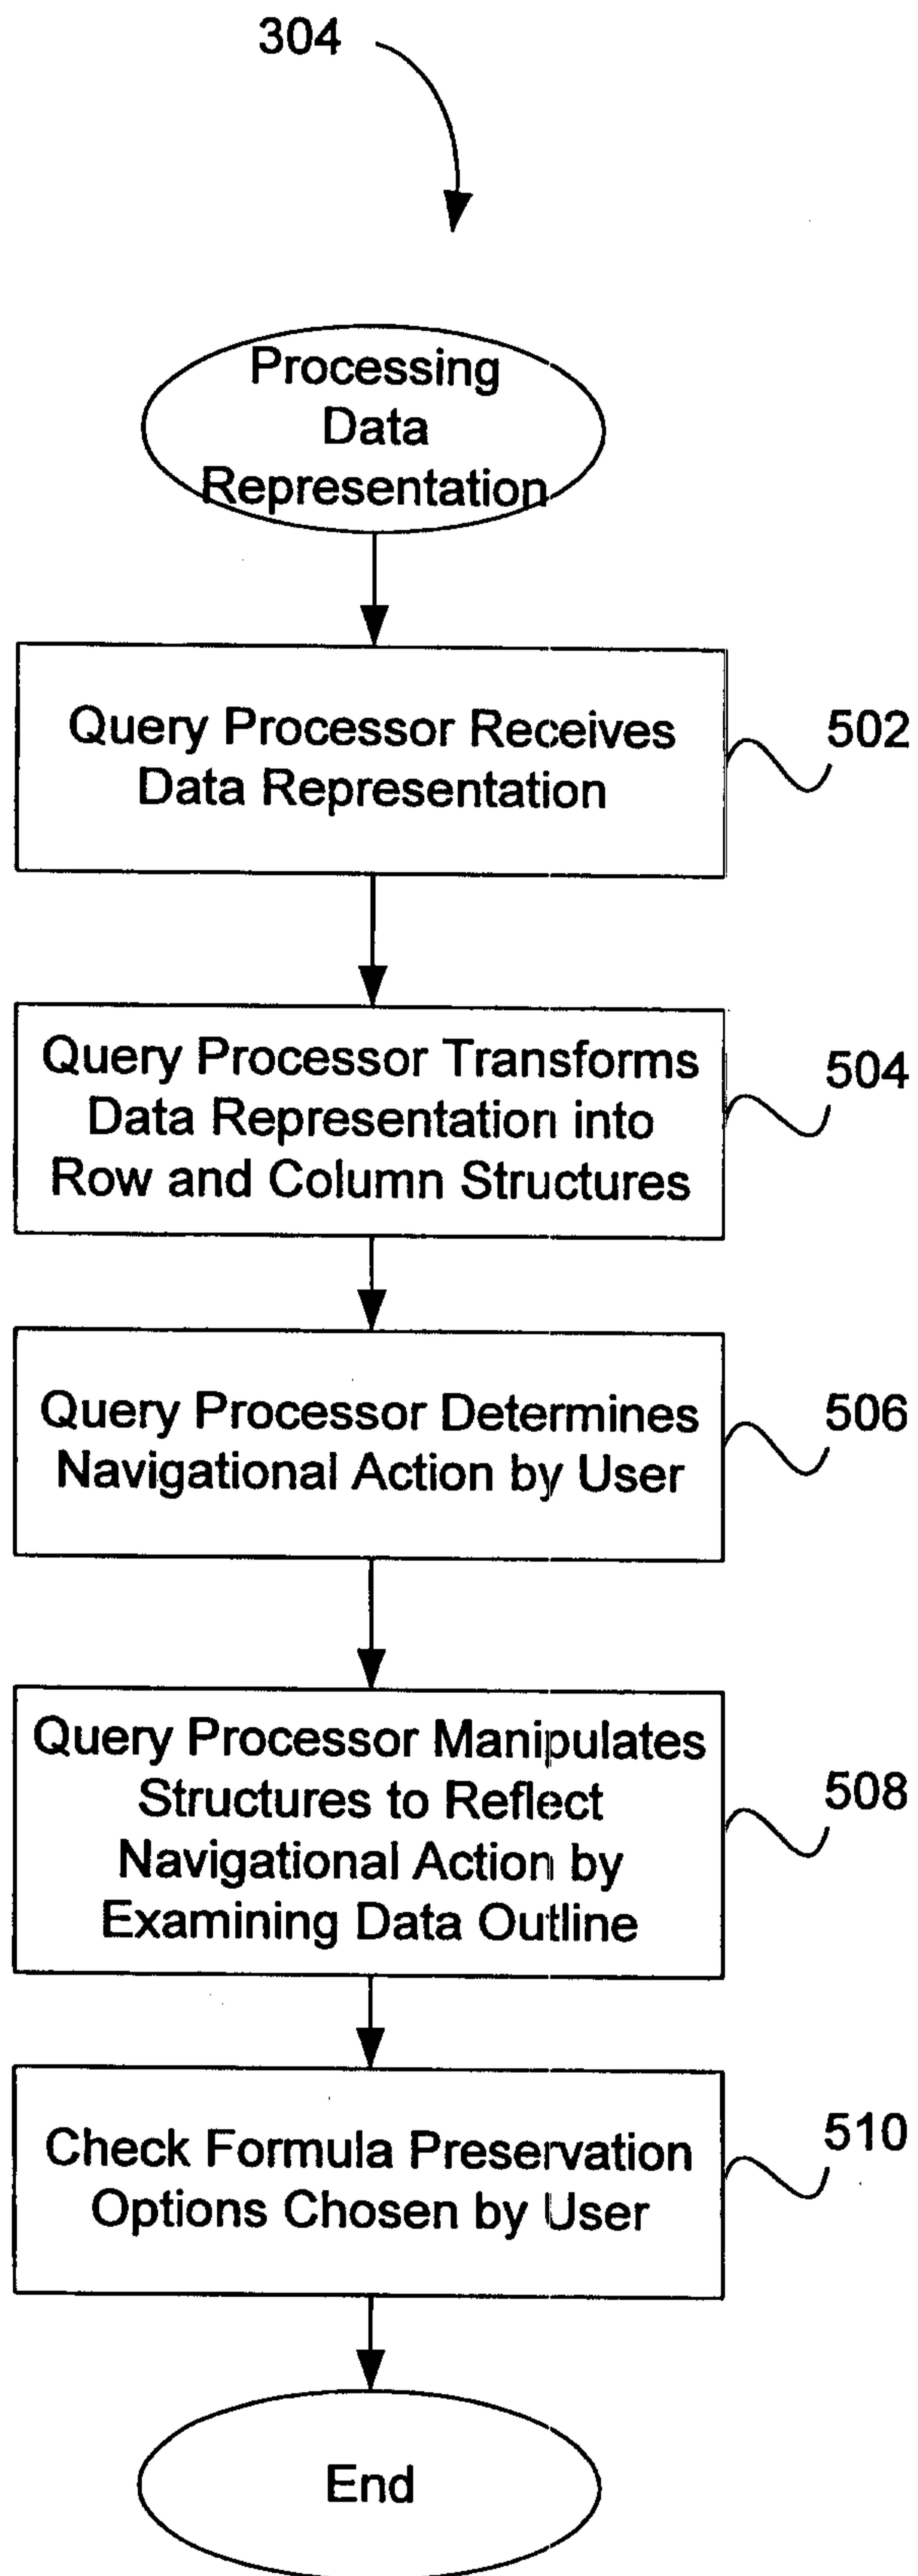 304
Processing
Data
Representation
Query Processor Receives
Data Representation
502
Query Processor Transforms
Data Representation into
Row and Column Structures
504
Query Processor Determines
Navigational Action by User
506
Query Processor Manipulates
Structures to Reflect
Navigational Action by
Examining Data Outline
508
Check Formula Preservation
Options Chosen by User
510
End